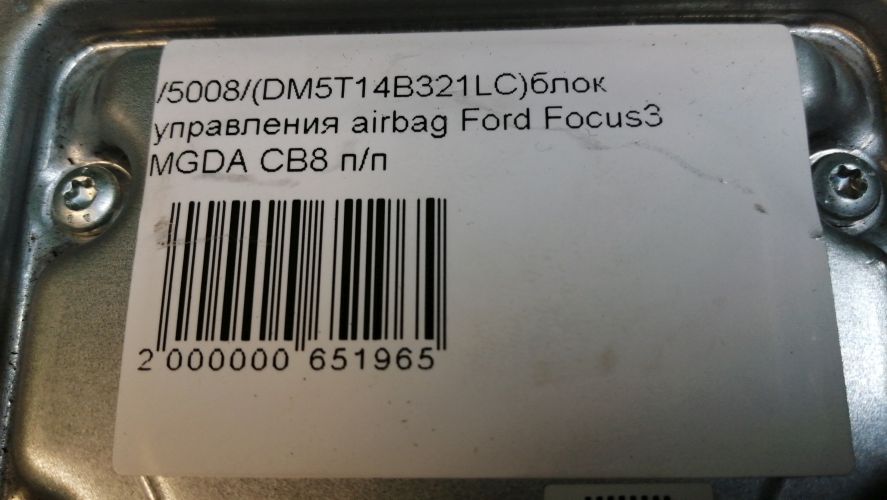 /5008/(DM5T14B321LC)блок
управления airbag Ford Focus3
MGDA CB8 п/п
2 000000 651965